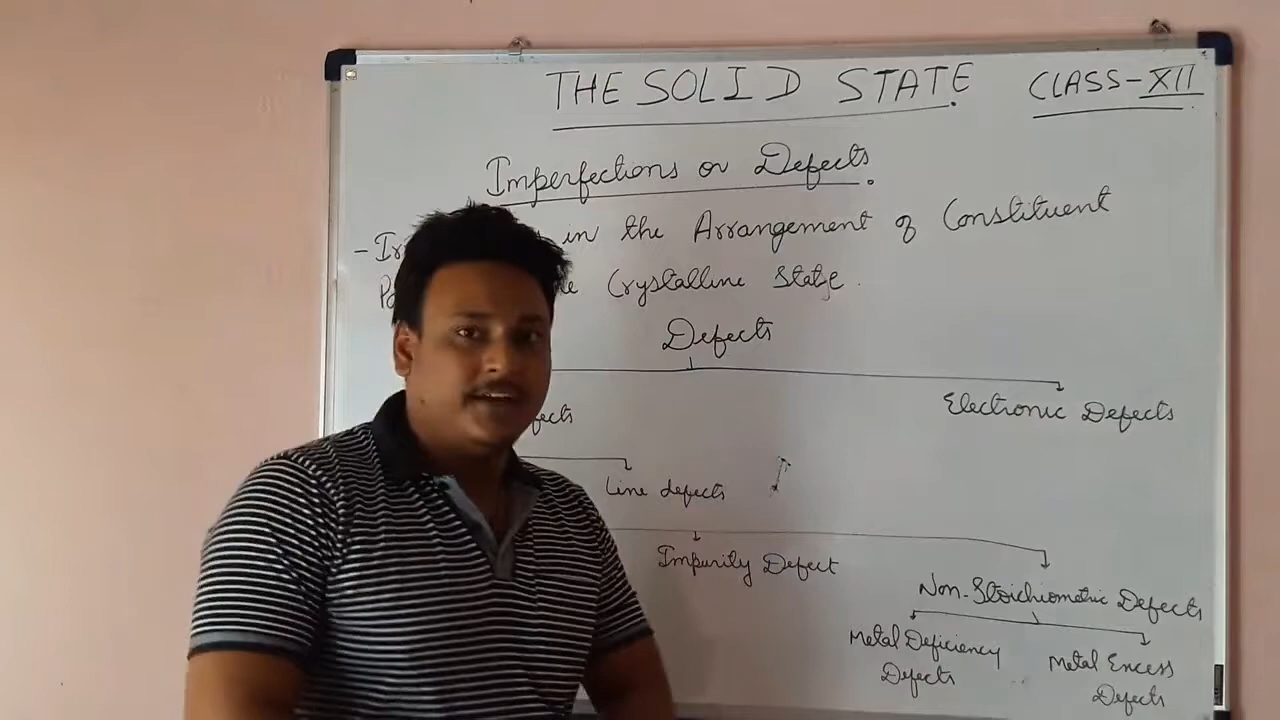 THE SOLID STATE CLASS-XII
Imperfections or Defects
in the Arrangement of Constituent
Crystalline State.
Defects
Electronic Defects
Line defects
Impurity Defect
Non-Stoichiometric Defects
Metal Deficiency Metal Excess
Defects Defects